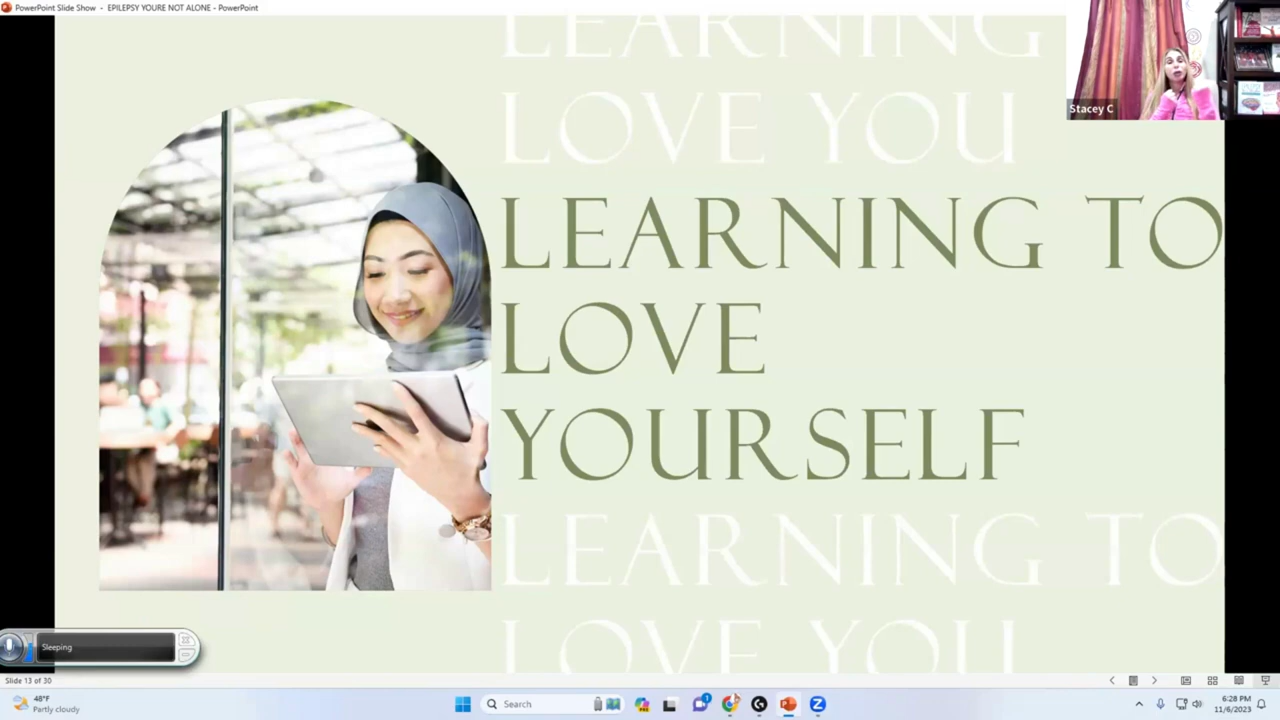 PowerPoint Slide Show - EPILEPSY YOURE NOT ALONE - PowerPoint
LEARNING
LOVE YOU
Stacey C
LEARNING TO
LOVE
YOURSELF
LEARNING TO
LOVE YOU
Sleeping
Slide 13 of 30
48°F
Partly cloudy
Search
1
6:28 PM
11/6/2023